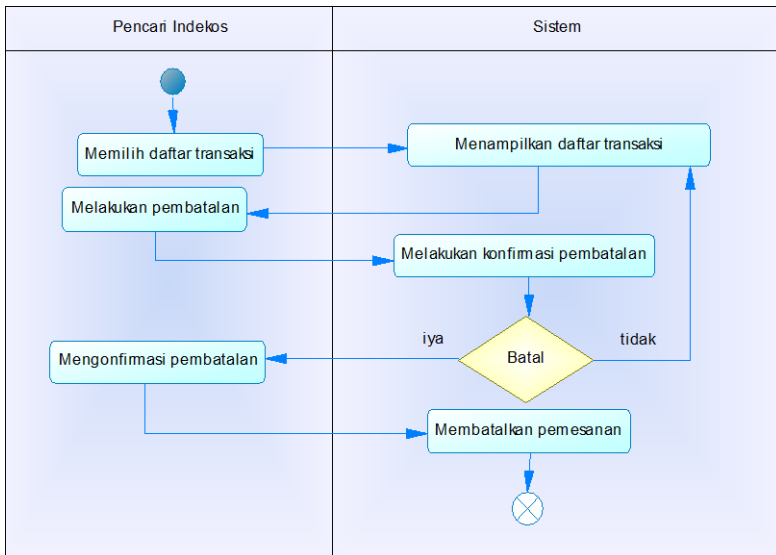 Pencari Indekos
Sistem
Memilih daftar transaksi
Menampilkan daftar transaksi
Melakukan pembatalan
Melakukan konfirmasi pembatalan
iya
Batal
tidak
Mengonfirmasi pembatalan
Membatalkan pemesanan